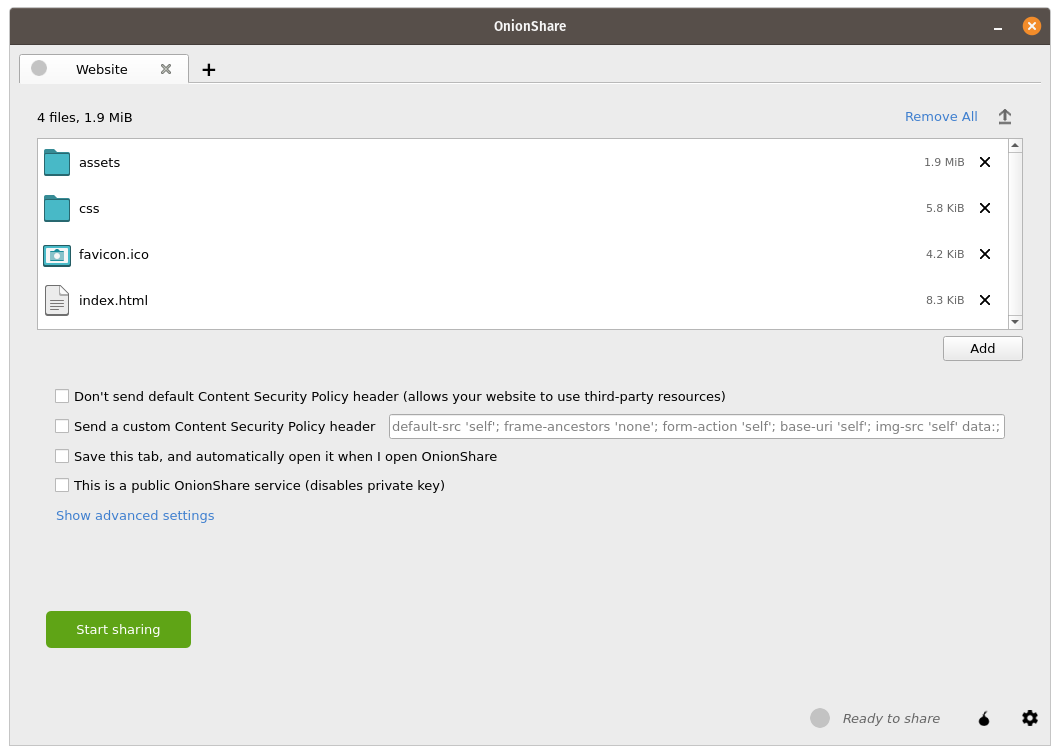 OnionShare
Website
4 files, 1.9 MiB
Remove All
assets 1.9 MiB
css 5.8 KiB
favicon.ico 4.2 KiB
index.html 8.3 KiB
Add
Don't send default Content Security Policy header (allows your website to use third-party resources)
Send a custom Content Security Policy header default-src 'self'; frame-ancestors 'none'; form-action 'self'; base-uri 'self'; img-src 'self' data:;
Save this tab, and automatically open it when I open OnionShare
This is a public OnionShare service (disables private key)
Show advanced settings
Start sharing
Ready to share